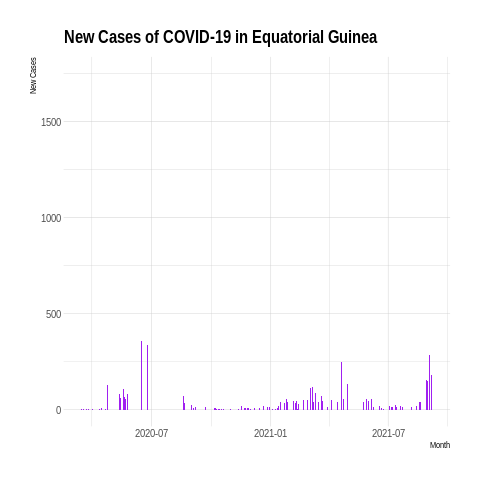 New Cases of COVID-19 in Equatorial Guinea
New Cases
1500
1000
500
0
2020-07 2021-01 2021-07
Month